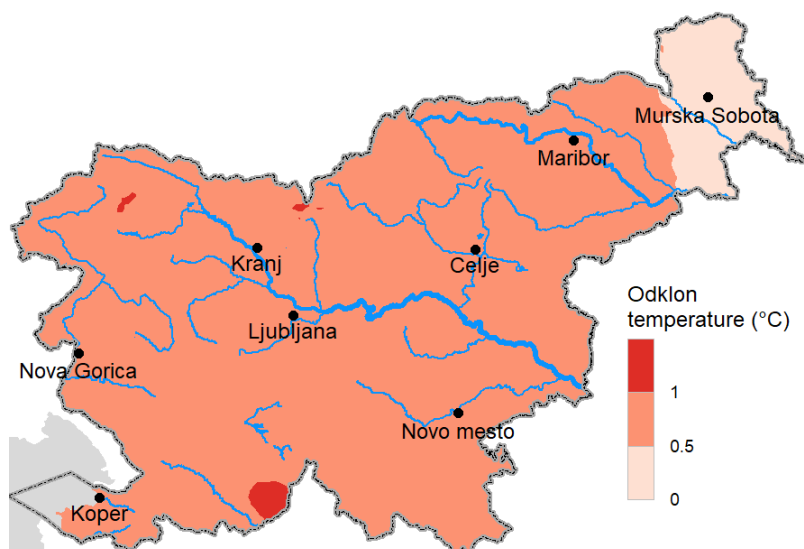 Murska Sobota
Maribor
Kranj
Celje
Ljubljana
Nova Gorica
Novo mesto
Koper
Odklon
temperature (°C)
1
0.5
0